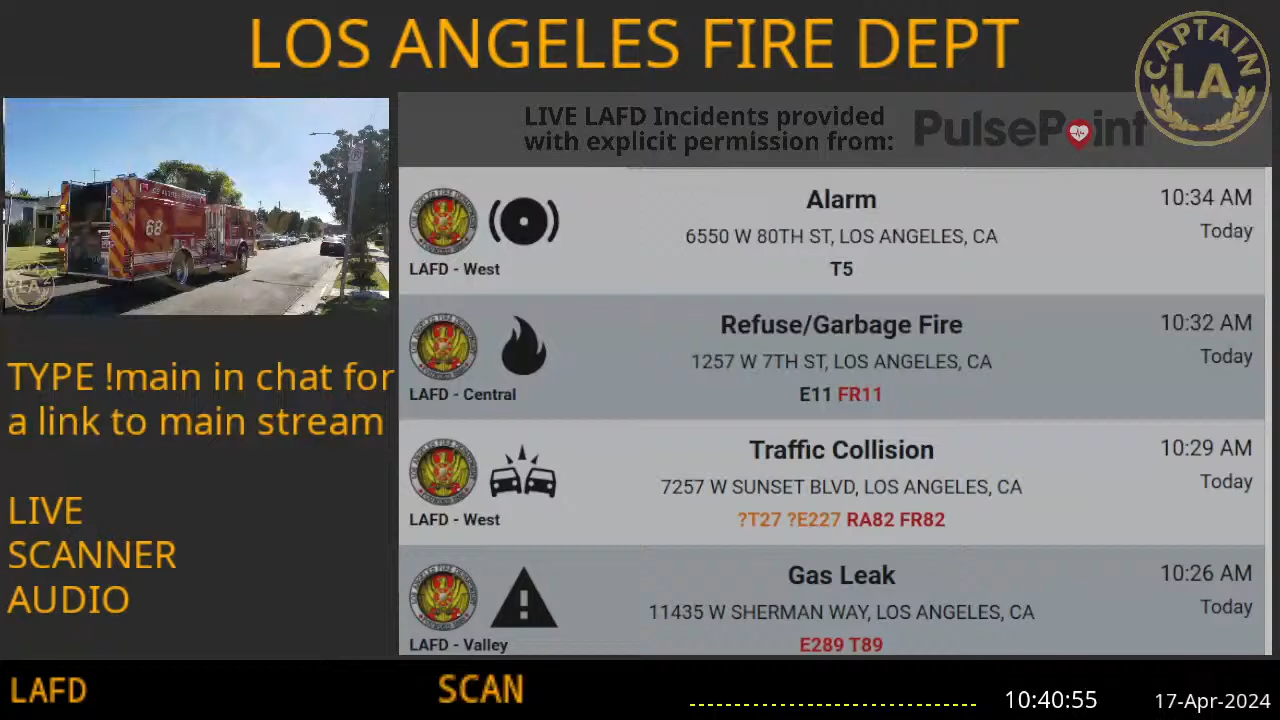 LOS ANGELES FIRE DEPT
CAPTAIN
LA
LIVE LAFD Incidents provided
with explicit permission from:
PulsePoint
68
Alarm
10:34 AM
6550 W 80TH ST, LOS ANGELES, CA
Today
LAFD - West
T5
Refuse/Garbage Fire
10:32 AM
1257 W 7TH ST, LOS ANGELES, CA
Today
LAFD - Central
E11 FR11
Traffic Collision
10:29 AM
7257 W SUNSET BLVD, LOS ANGELES, CA
Today
LAFD - West
?T27 ?E227 RA82 FR82
Gas Leak
10:26 AM
11435 W SHERMAN WAY, LOS ANGELES, CA
Today
LAFD - Valley
E289 T89
TYPE !main in chat for
a link to main stream
LIVE
SCANNER
AUDIO
LAFD
SCAN
10:40:55
17-Apr-2024